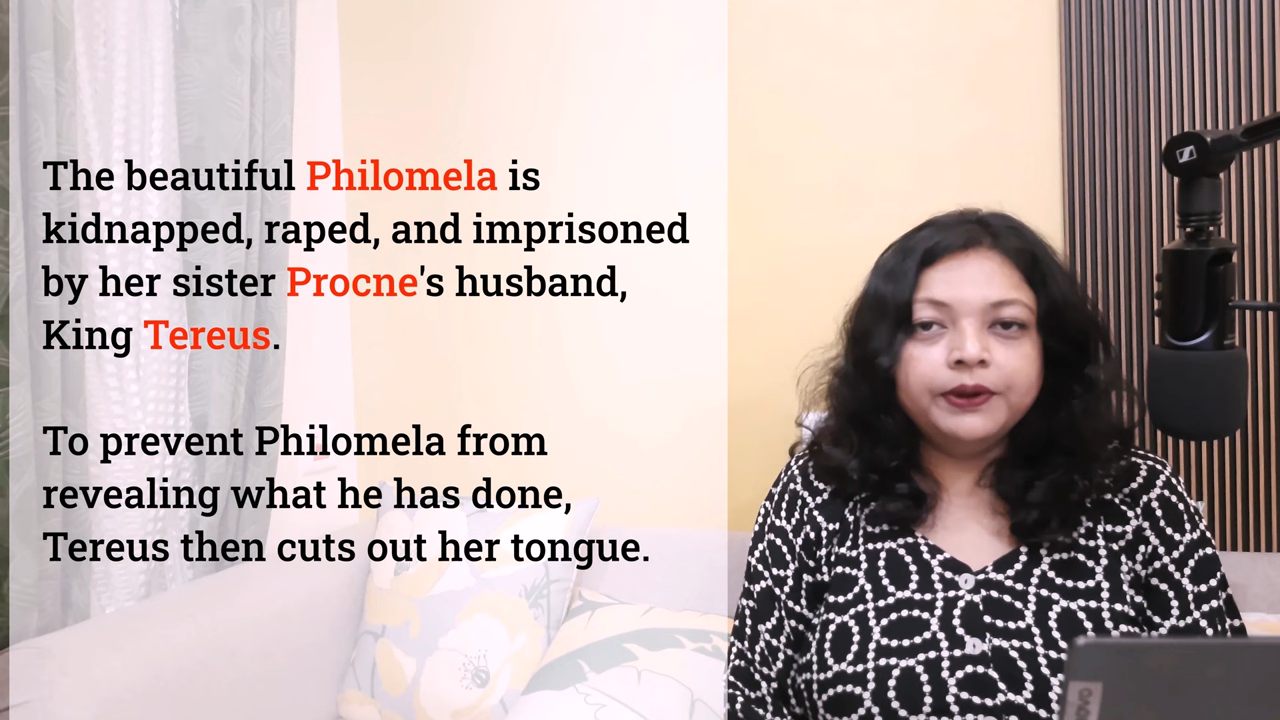 The beautiful Philomela is
kidnapped, raped, and imprisoned
by her sister Procne's husband,
King Tereus.
To prevent Philomela from
revealing what he has done,
Tereus then cuts out her tongue.